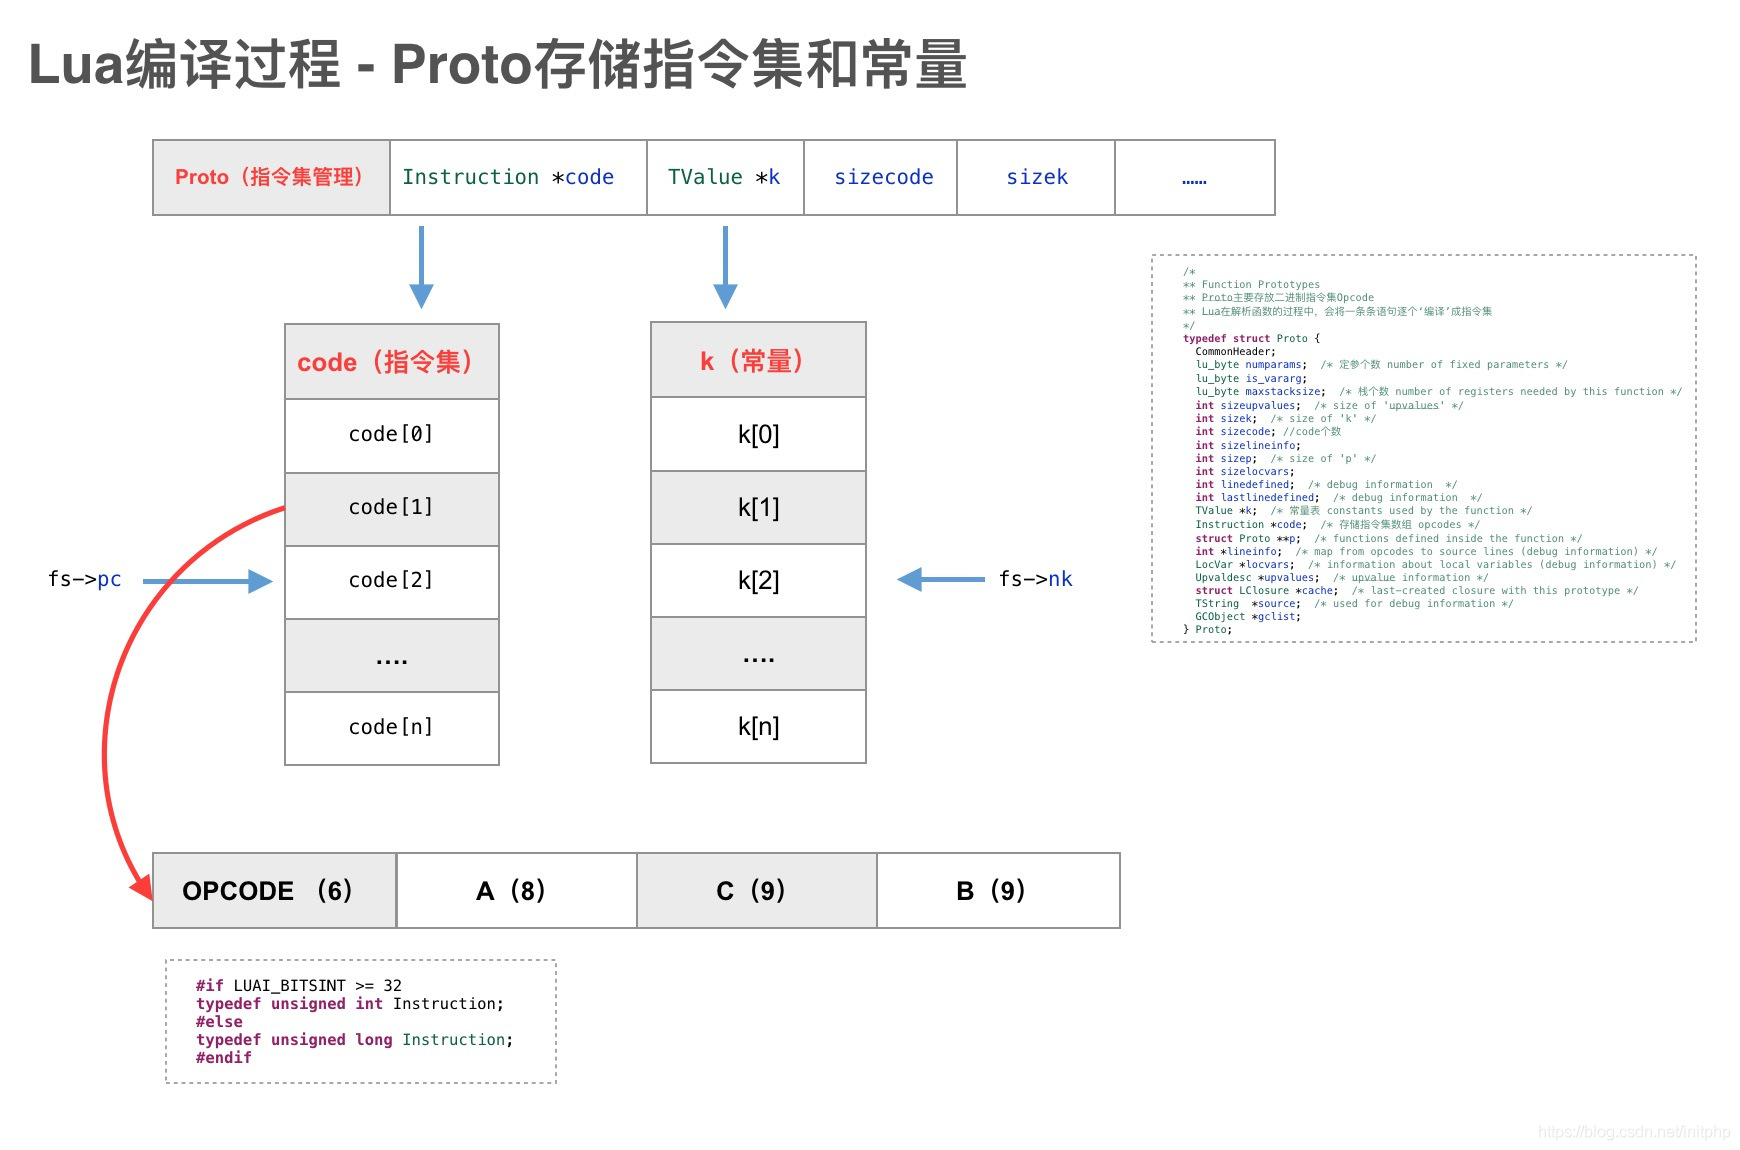 Lua编译过程 - Proto存储指令集和常量
Proto（指令集管理） Instruction *code TValue *k sizecode sizek ……
code（指令集）
code[0]
code[1]
code[2]
....
code[n]
fs->pc
k（常量）
k[0]
k[1]
k[2]
....
k[n]
fs->nk
/*
** Function Prototypes
** Proto主要存放二进制指令集Opcode
** Lua在解析函数的过程中，会将一条条语句逐个‘编译’成指令集
*/
typedef struct Proto {
CommonHeader;
lu_byte numparams; /* 定参个数 number of fixed parameters */
lu_byte is_vararg;
lu_byte maxstacksize; /* 栈个数 number of registers needed by this function */
int sizeupvalues; /* size of 'upvalues' */
int sizek; /* size of 'k' */
int sizecode; //code个数
int sizelineinfo;
int sizep; /* size of 'p' */
int sizelocvars;
int linedefined; /* debug information */
int lastlinedefined; /* debug information */
TValue *k; /* 常量表 constants used by the function */
Instruction *code; /* 存储指令集数组 opcodes */
struct Proto **p; /* functions defined inside the function */
int *lineinfo; /* map from opcodes to source lines (debug information) */
LocVar *locvars; /* information about local variables (debug information) */
Upvaldesc *upvalues; /* upvalue information */
struct LClosure *cache; /* last-created closure with this prototype */
TString *source; /* used for debug information */
GCObject *gclist;
} Proto;
OPCODE （6） A（8） C（9） B（9）
#if LUAI_BITSINT >= 32
typedef unsigned int Instruction;
#else
typedef unsigned long Instruction;
#endif
https://blog.csdn.net/initphp